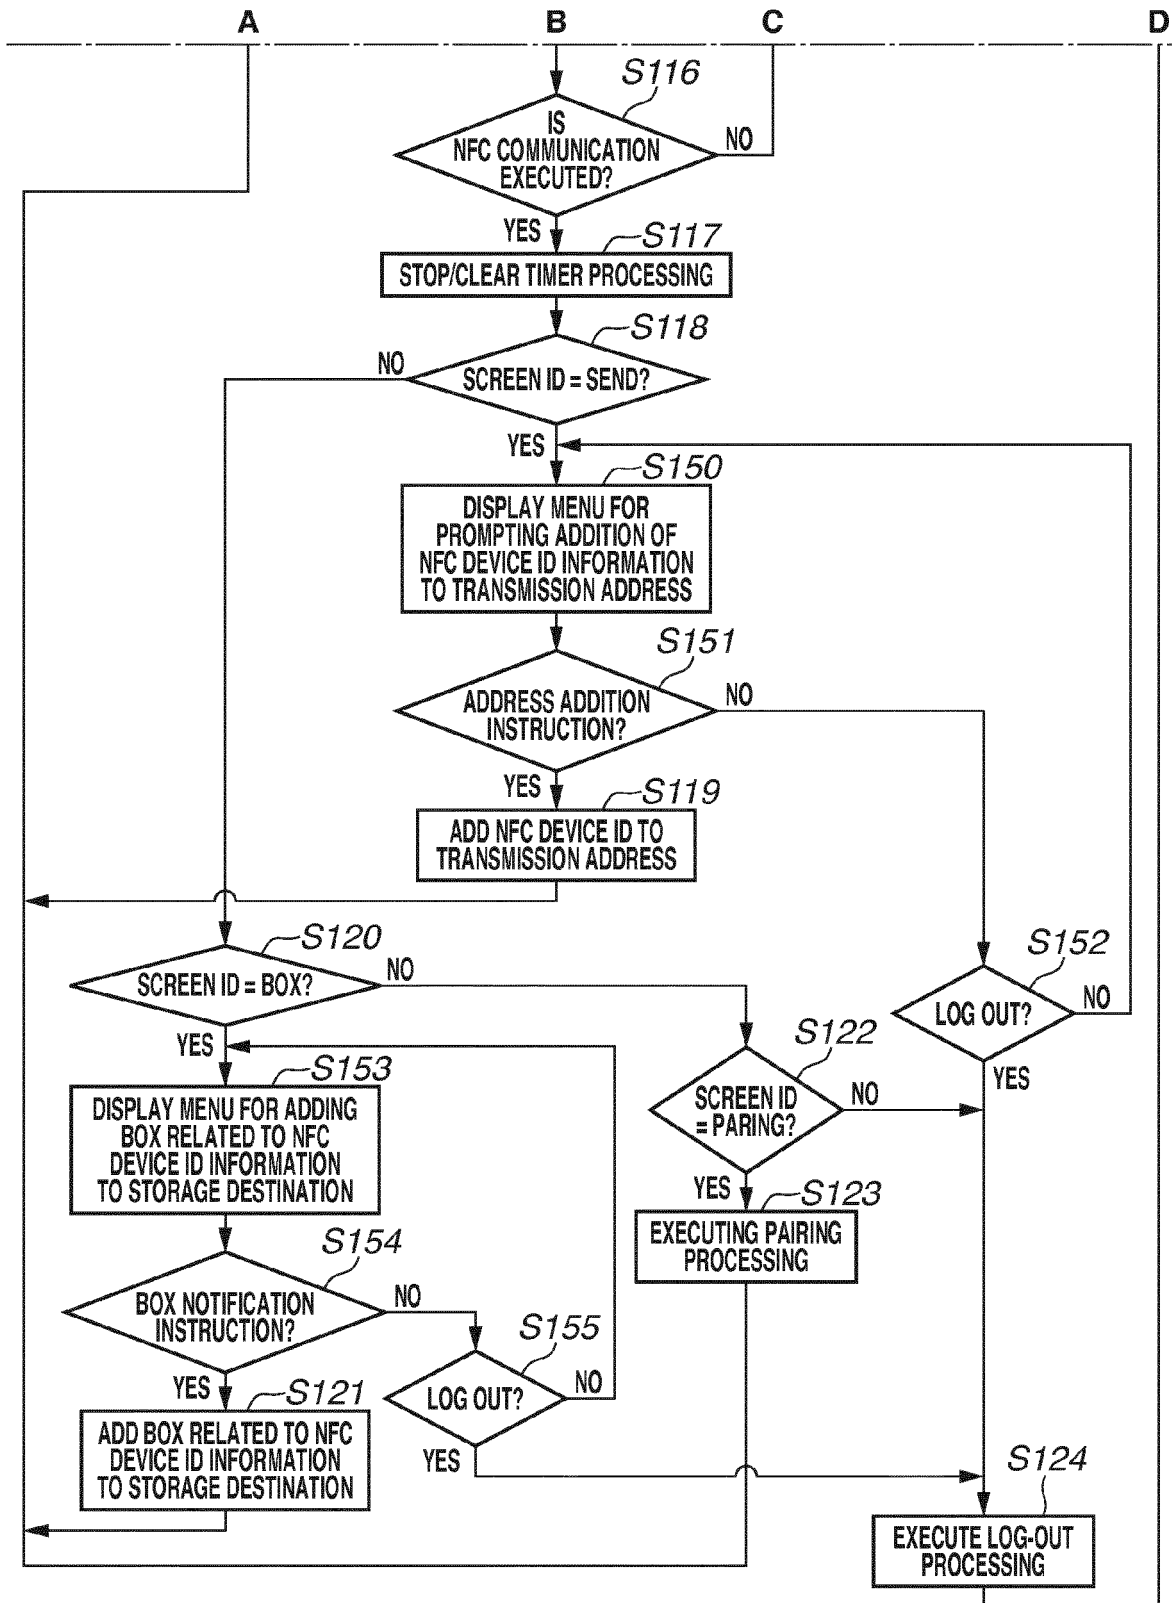 A B C D
S116
IS
NFC COMMUNICATION
EXECUTED?
NO
YES
S117
STOP/CLEAR TIMER PROCESSING
S118
NO
SCREEN ID = SEND?
YES
S150
DISPLAY MENU FOR
PROMPTING ADDITION OF
NFC DEVICE ID INFORMATION
TO TRANSMISSION ADDRESS
S151
ADDRESS ADDITION
INSTRUCTION?
NO
YES
S119
ADD NFC DEVICE ID TO
TRANSMISSION ADDRESS
S120
SCREEN ID = BOX?
NO
YES
S152
LOG OUT?
NO
YES
S122
SCREEN ID
= PARING?
NO
YES
S153
DISPLAY MENU FOR ADDING
BOX RELATED TO NFC
DEVICE ID INFORMATION
TO STORAGE DESTINATION
S123
EXECUTING PAIRING
PROCESSING
S154
BOX NOTIFICATION
INSTRUCTION?
NO
YES
S155
LOG OUT?
NO
YES
S121
ADD BOX RELATED TO NFC
DEVICE ID INFORMATION
TO STORAGE DESTINATION
S124
EXECUTE LOG-OUT
PROCESSING